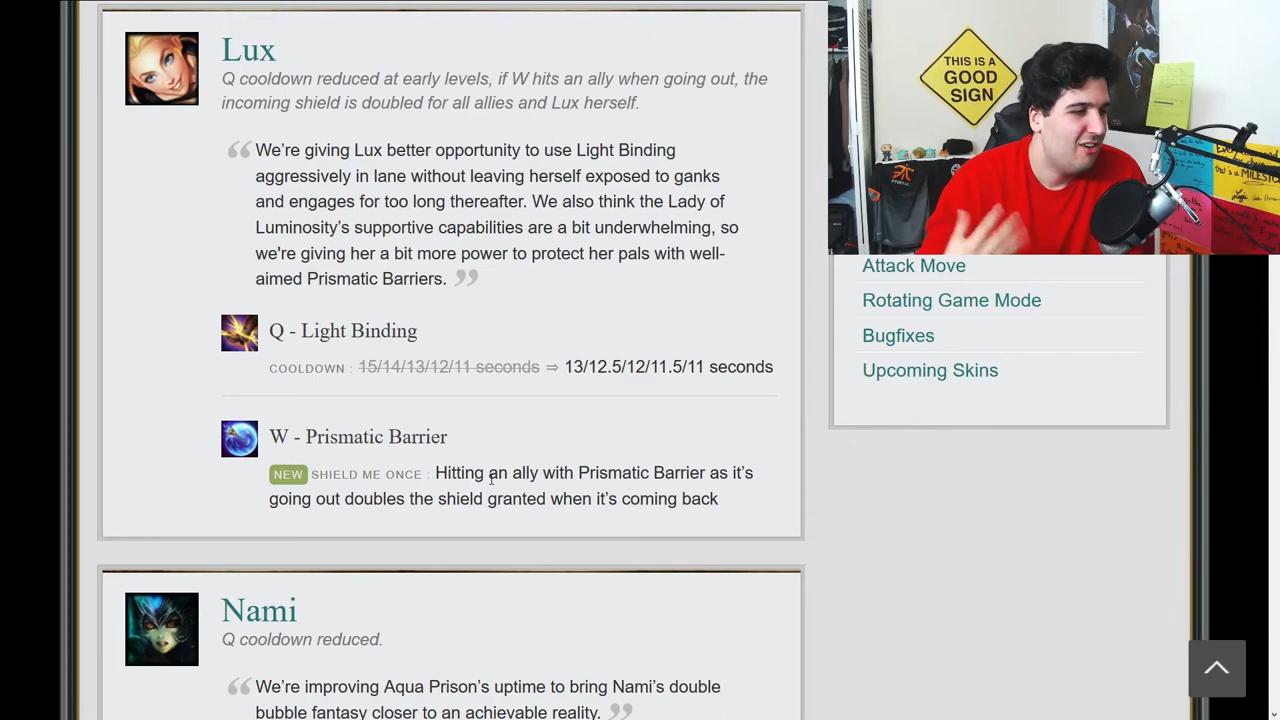 Lux
Q cooldown reduced at early levels, if W hits an ally when going out, the
incoming shield is doubled for all allies and Lux herself.
“ We’re giving Lux better opportunity to use Light Binding
aggressively in lane without leaving herself exposed to ganks
and engages for too long thereafter. We also think the Lady of
Luminosity’s supportive capabilities are a bit underwhelming, so
we're giving her a bit more power to protect her pals with well-
aimed Prismatic Barriers. ”
Q - Light Binding
COOLDOWN : 15/14/13/12/11 seconds ⇒ 13/12.5/12/11.5/11 seconds
W - Prismatic Barrier
NEW SHIELD ME ONCE : Hitting an ally with Prismatic Barrier as it’s
going out doubles the shield granted when it’s coming back
Nami
Q cooldown reduced.
“ We’re improving Aqua Prison’s uptime to bring Nami’s double
bubble fantasy closer to an achievable reality. ”
THIS IS A
GOOD
SIGN
FNATIC
that's a MILESTO
Attack Move
Rotating Game Mode
Bugfixes
Upcoming Skins